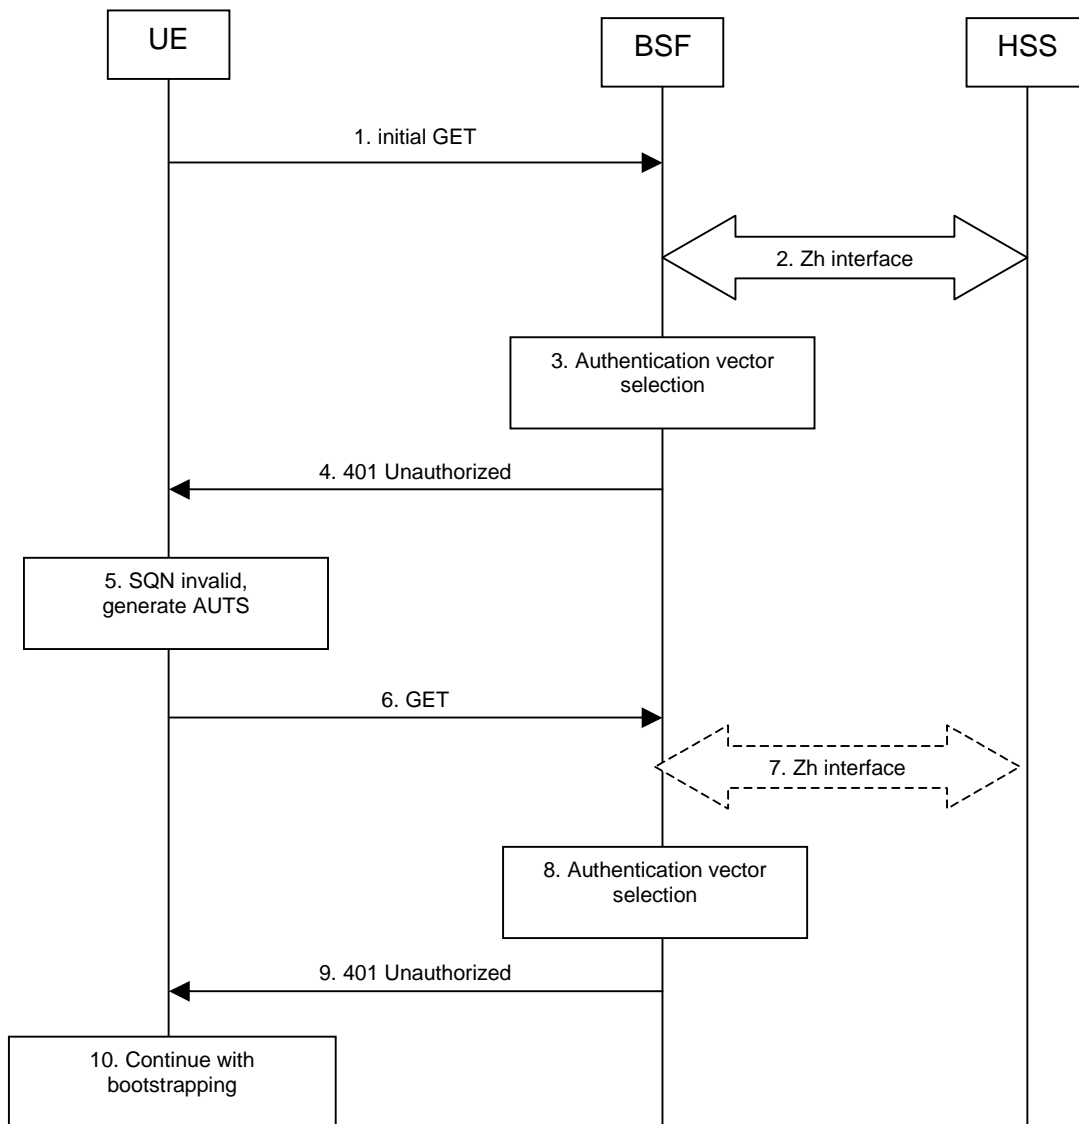 UE
BSF
HSS
1. initial GET
2. Zh interface
3. Authentication vector
selection
4. 401 Unauthorized
5. SQN invalid,
generate AUTS
6. GET
7. Zh interface
8. Authentication vector
selection
9. 401 Unauthorized
10. Continue with
bootstrapping